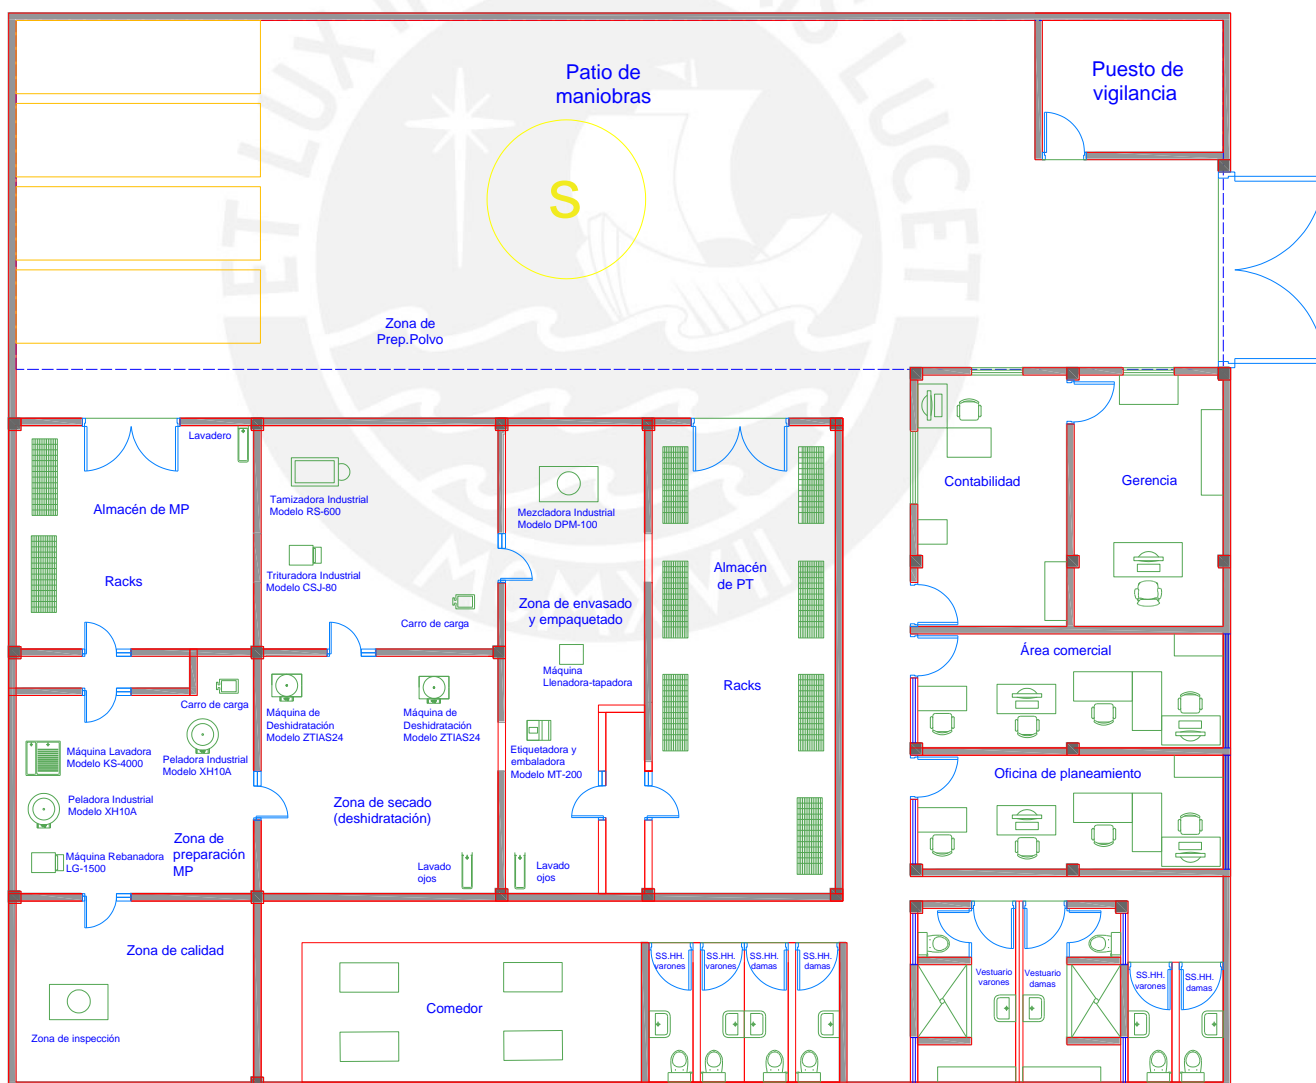 ET LUX IN TENEBRIS LUCET
MCMXVII
Patio de
maniobras
Puesto de
vigilancia
S
Zona de
Prep.Polvo
Lavadero
Almacén de MP
Racks
Tamizadora Industrial
Modelo RS-600
Trituradora Industrial
Modelo CSJ-80
Carro de carga
Mezcladora Industrial
Modelo DPM-100
Zona de envasado
y empaquetado
Máquina
Llenadora-tapadora
Etiquetadora y
embaladora
Modelo MT-200
Lavado
ojos
Almacén
de PT
Racks
Contabilidad
Gerencia
Área comercial
Oficina de planeamiento
Carro de carga
Máquina Lavadora
Modelo KS-4000
Peladora Industrial
Modelo XH10A
Peladora Industrial
Modelo XH10A
Máquina Rebanadora
LG-1500
Zona de
preparación
MP
Máquina de
Deshidratación
Modelo ZTIAS24
Máquina de
Deshidratación
Modelo ZTIAS24
Zona de secado
(deshidratación)
Lavado
ojos
Zona de calidad
Zona de inspección
Comedor
SS.HH.
varones
SS.HH.
varones
SS.HH.
damas
SS.HH.
damas
Vestuario
varones
Vestuario
damas
SS.HH.
varones
SS.HH.
damas